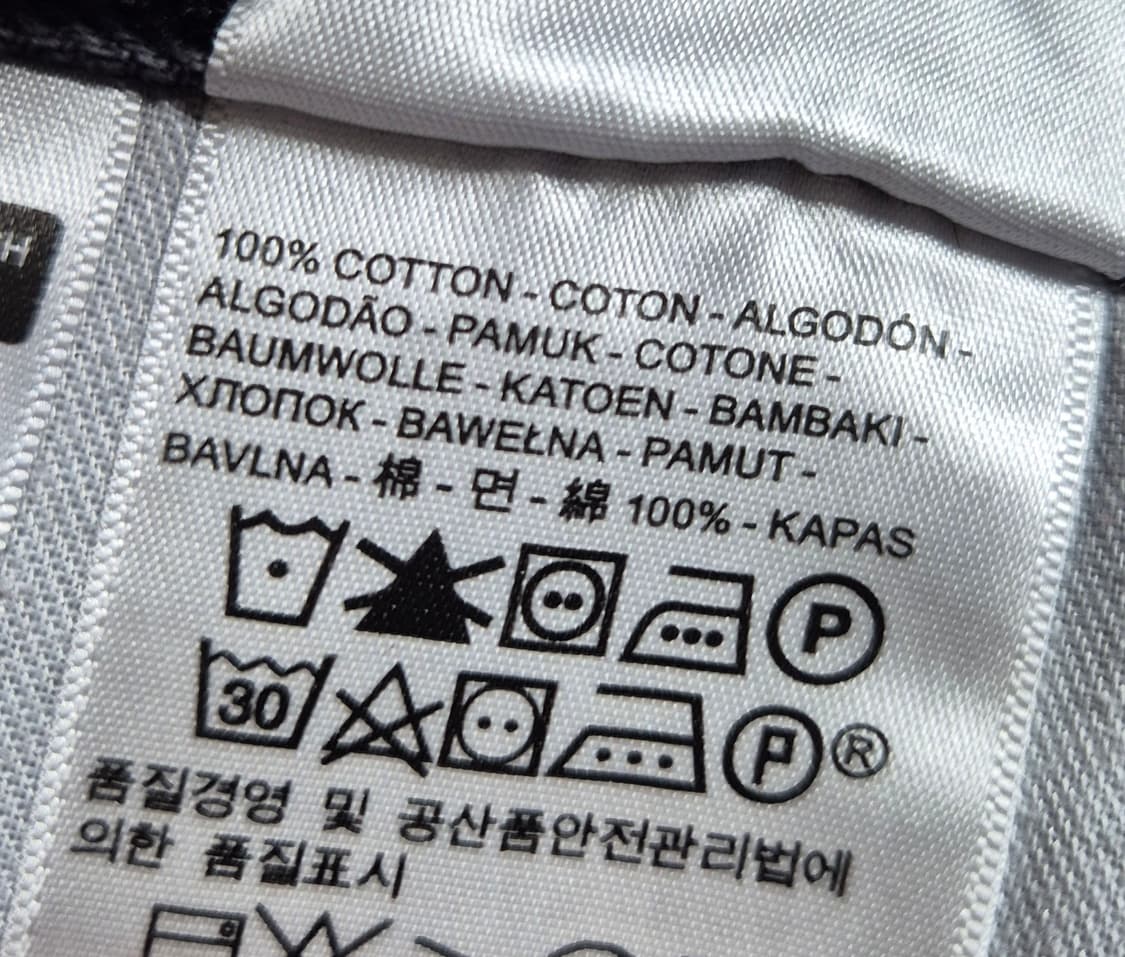 100% COTTON - COTON - ALGODÓN -
ALGODÃO - PAMUK - COTONE -
BAUMWOLLE - KATOEN - BAMBAKI -
ХЛОПОК - BAWEŁNA - PAMUT -
BAVLNA - 棉 - 면 - 綿 100% - KAPAS
P
30 P ®
품질경영 및 공산품안전관리법에
의한 품질표시